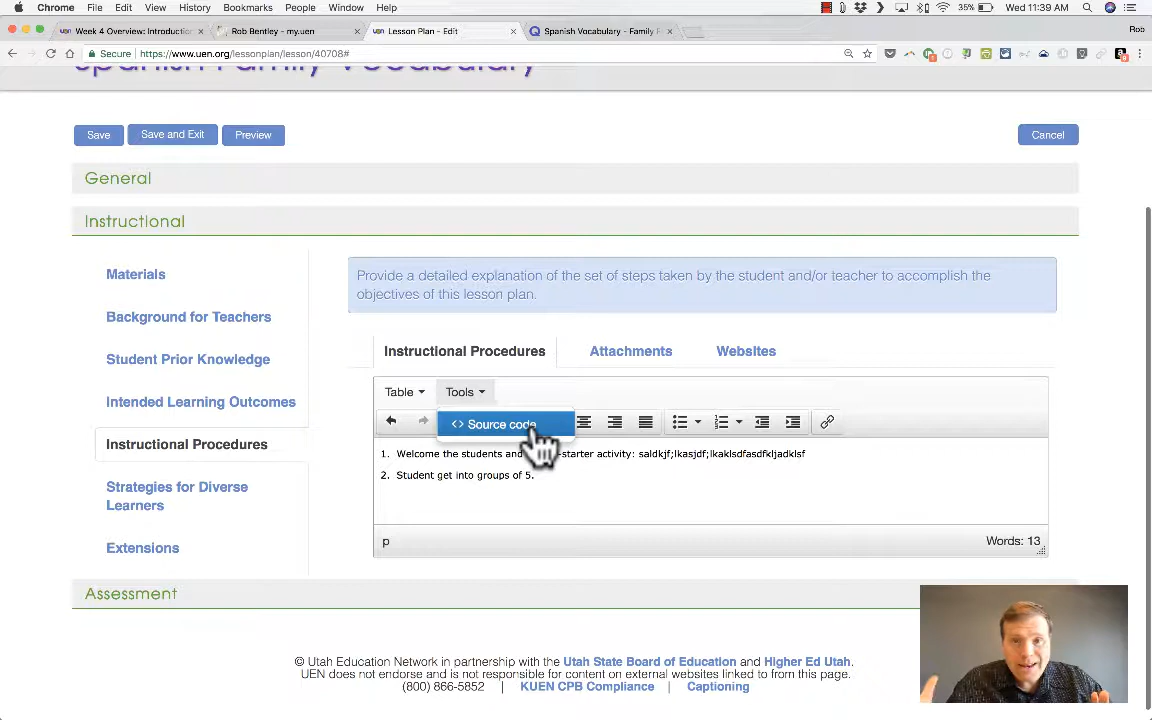 Chrome File Edit View History Bookmarks People Window Help 35% Wed 11:39 AM
Week 4 Overview: Introduction
Rob Bentley - my.uen
Lesson Plan - Edit
Spanish Vocabulary - Family
Rob
Secure https://www.uen.org/lessonplan/lesson/40708#
Spanish Family Vocabulary
Save Save and Exit Preview Cancel
General
Instructional
Materials
Background for Teachers
Student Prior Knowledge
Intended Learning Outcomes
Instructional Procedures
Strategies for Diverse
Learners
Extensions
Provide a detailed explanation of the set of steps taken by the student and/or teacher to accomplish the
objectives of this lesson plan.
Instructional Procedures Attachments Websites
Table Tools
<> Source code
1. Welcome the students and -starter activity: saldkjf;lkasjdf;lkaklsdfasdfkljadklsf
2. Student get into groups of 5.
p Words: 13
Assessment
© Utah Education Network in partnership with the Utah State Board of Education and Higher Ed Utah.
UEN does not endorse and is not responsible for content on external websites linked to from this page.
(800) 866-5852 | KUEN CPB Compliance | Captioning